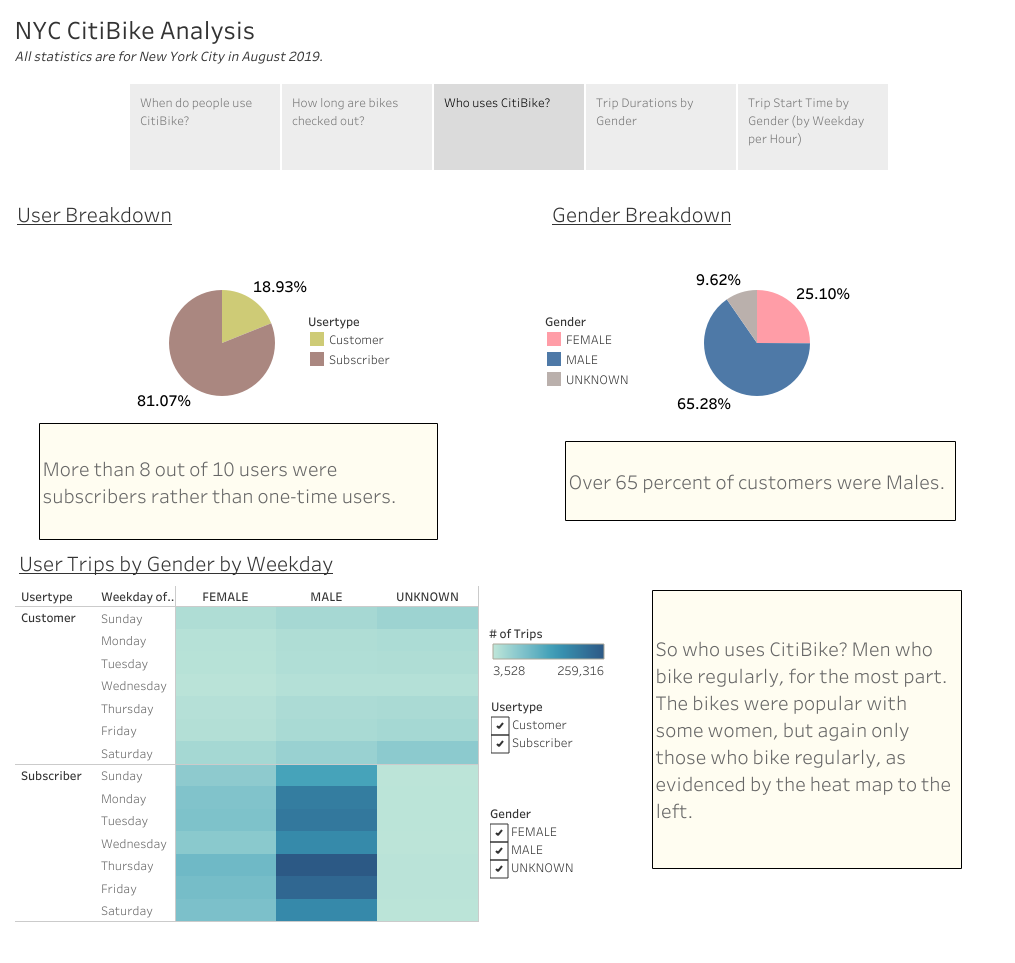 NYC CitiBike Analysis
All statistics are for New York City in August 2019.
When do people use
CitiBike?
How long are bikes
checked out?
Who uses CitiBike?
Trip Durations by
Gender
Trip Start Time by
Gender (by Weekday
per Hour)
User Breakdown
18.93%
81.07%
Usertype
Customer
Subscriber
More than 8 out of 10 users were
subscribers rather than one-time users.
Gender Breakdown
Gender
FEMALE
MALE
UNKNOWN
9.62%
25.10%
65.28%
Over 65 percent of customers were Males.
User Trips by Gender by Weekday
Usertype Weekday of.. FEMALE MALE UNKNOWN
Customer Sunday
Monday
Tuesday
Wednesday
Thursday
Friday
Saturday
Subscriber Sunday
Monday
Tuesday
Wednesday
Thursday
Friday
Saturday
# of Trips
3,528 259,316
Usertype
Customer
Subscriber
Gender
FEMALE
MALE
UNKNOWN
So who uses CitiBike? Men who
bike regularly, for the most part.
The bikes were popular with
some women, but again only
those who bike regularly, as
evidenced by the heat map to the
left.